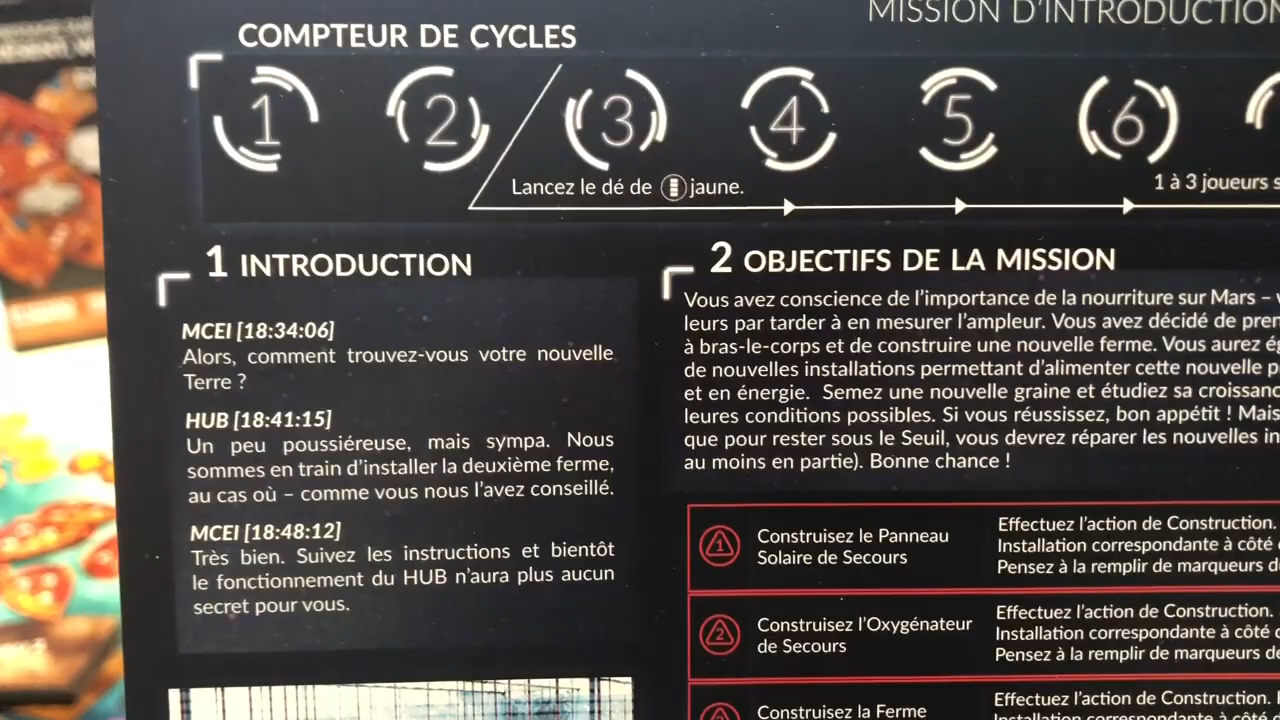 MISSION D'INTRODUCTION
COMPTEUR DE CYCLES
1 2 3 4 5 6
Lancez le dé de jaune.
1 à 3 joueurs
1 INTRODUCTION
MCEI [18:34:06]
Alors, comment trouvez-vous votre nouvelle
Terre ?
HUB [18:41:15]
Un peu poussiéreuse, mais sympa. Nous
sommes en train d'installer la deuxième ferme,
au cas où – comme vous nous l'avez conseillé.
MCEI [18:48:12]
Très bien. Suivez les instructions et bientôt
le fonctionnement du HUB n'aura plus aucun
secret pour vous.
2 OBJECTIFS DE LA MISSION
Vous avez conscience de l'importance de la nourriture sur Mars –
leurs par tarder à en mesurer l'ampleur. Vous avez décidé de
à bras-le-corps et de construire une nouvelle ferme. Vous aurez
de nouvelles installations permettant d'alimenter cette nouvelle
et en énergie. Semez une nouvelle graine et étudiez sa
leures conditions possibles. Si vous réussissez, bon appétit ! Mais
que pour rester sous le Seuil, vous devrez réparer les nouvelles
au moins en partie). Bonne chance !
1
Construisez le Panneau
Solaire de Secours
Effectuez l'action de Construction.
Installation correspondante à côté
Pensez à la remplir de marqueurs
2
Construisez l'Oxygénateur
de Secours
Effectuez l'action de Construction.
Installation correspondante à côté
Pensez à la remplir de marqueurs
Construisez la Ferme
Effectuez l'action de Construction.